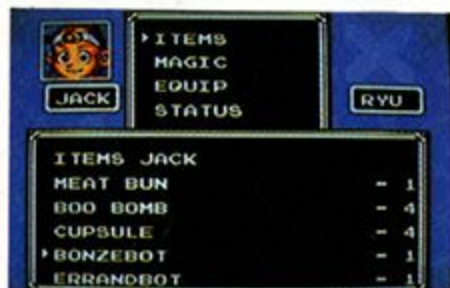 ▸ITEMS
MAGIC
EQUIP
STATUS
JACK
RYU
ITEMS JACK
MEAT BUN - 1
BOO BOMB - 4
CUPSULE - 4
▸BONZEBOT - 1
ERRANDBOT - 1